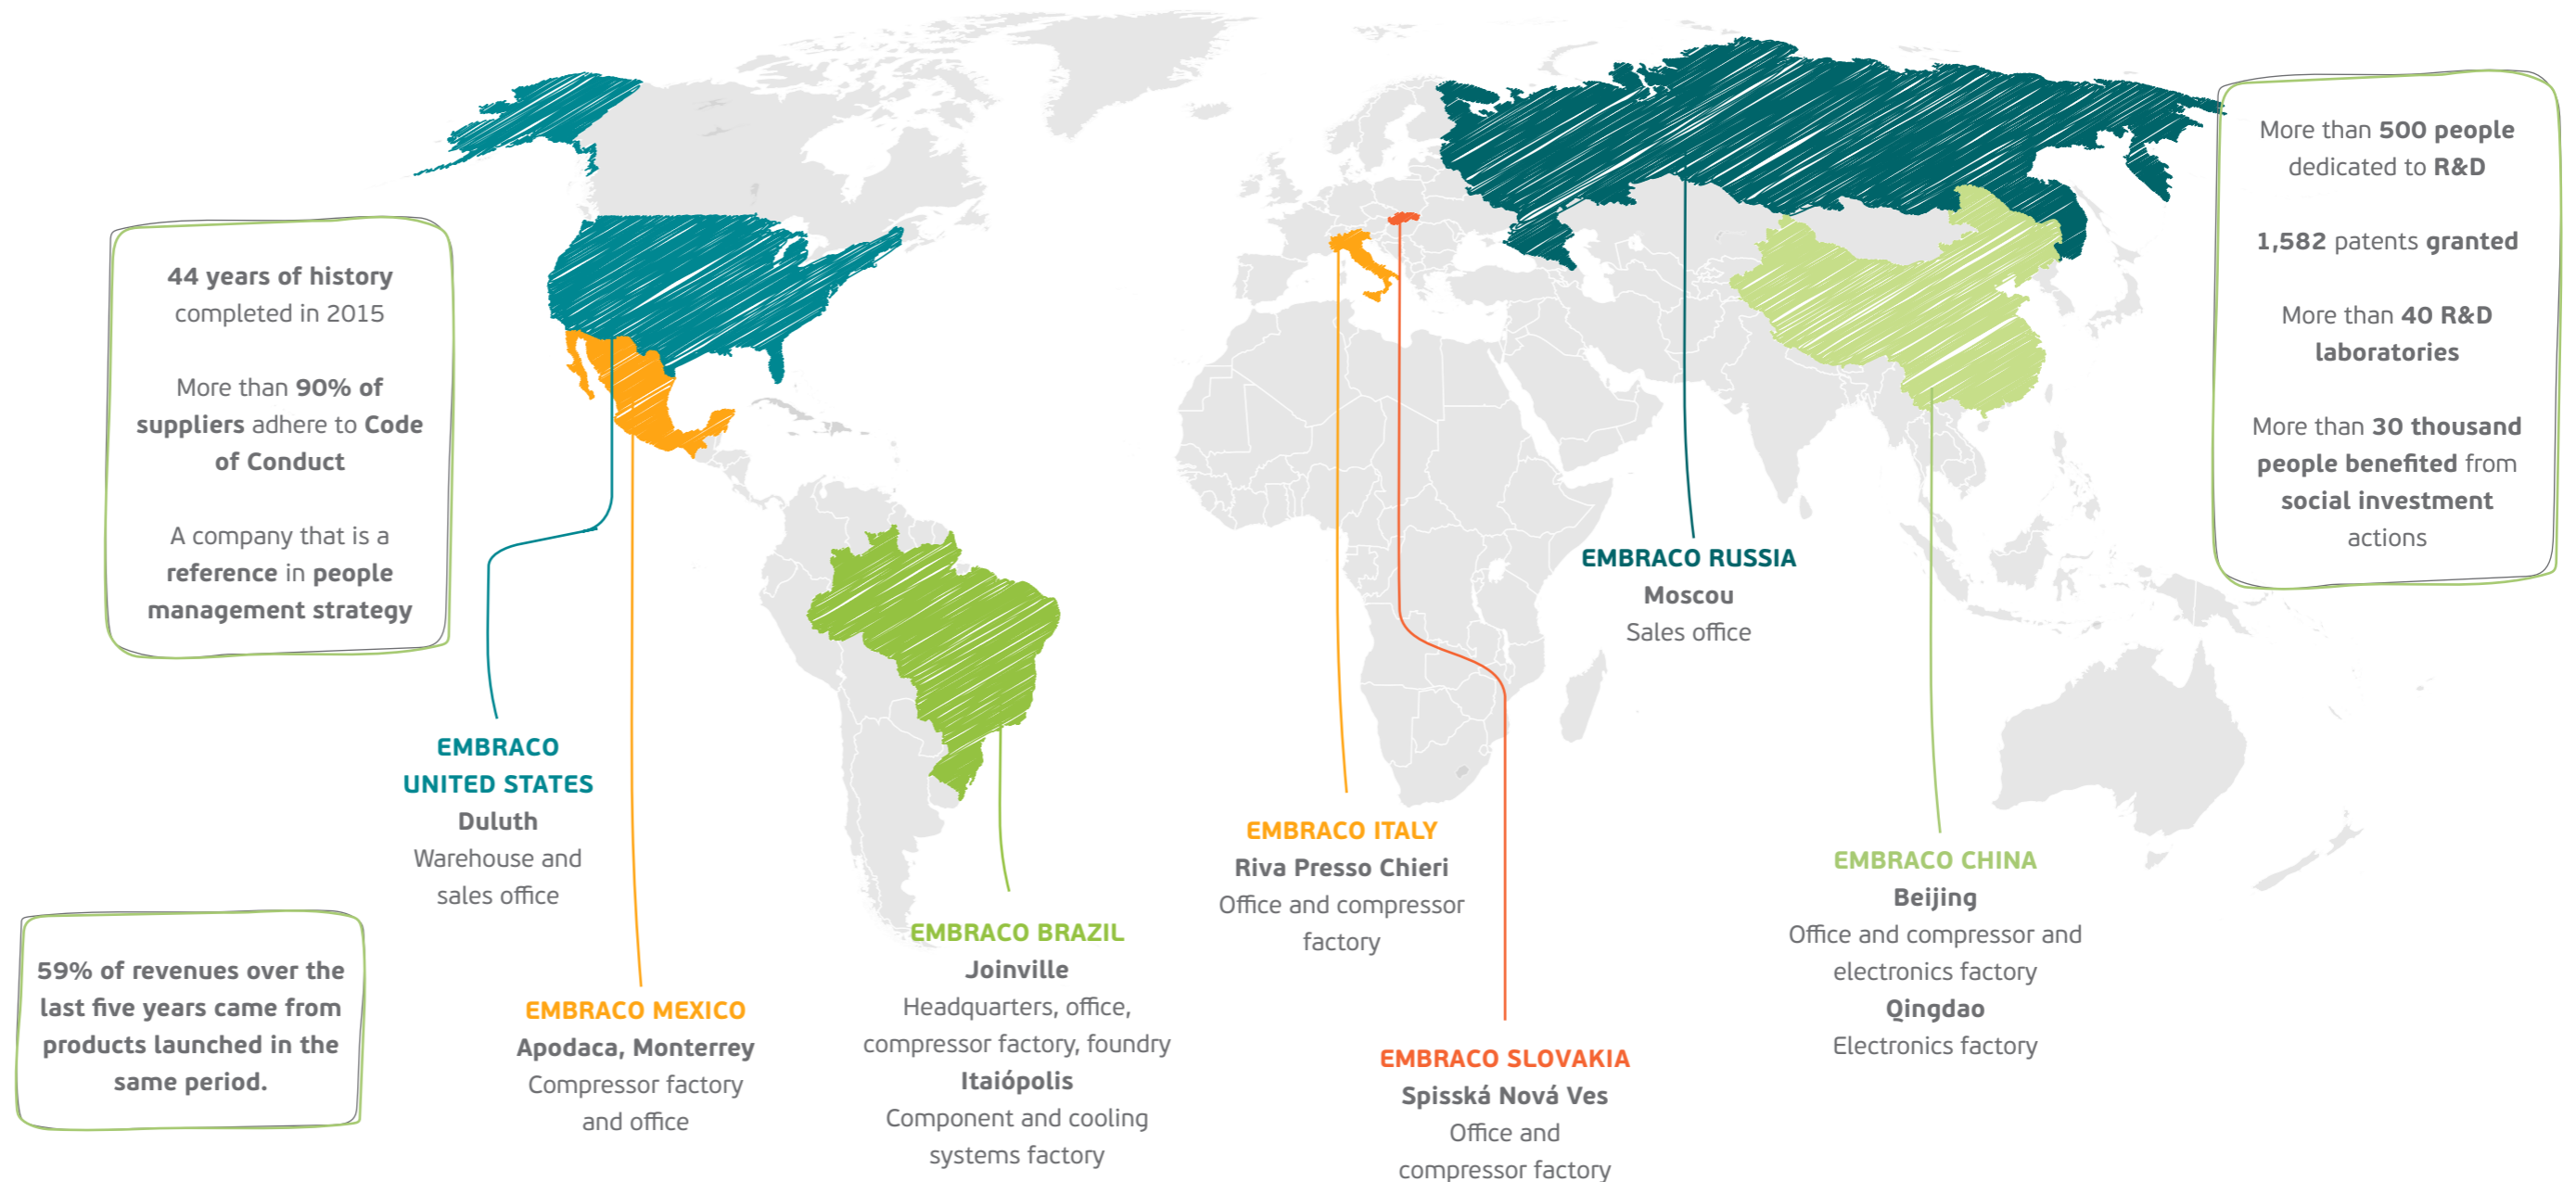 44 years of history
completed in 2015
More than 90% of
suppliers adhere to Code
of Conduct
A company that is a
reference in people
management strategy
59% of revenues over the
last five years came from
products launched in the
same period.
EMBRACO
UNITED STATES
Duluth
Warehouse and
sales office
EMBRACO MEXICO
Apodaca, Monterrey
Compressor factory
and office
EMBRACO BRAZIL
Joinville
Headquarters, office,
compressor factory, foundry
Itaiópolis
Component and cooling
systems factory
EMBRACO ITALY
Riva Presso Chieri
Office and compressor
factory
EMBRACO SLOVAKIA
Spisská Nová Ves
Office and
compressor factory
EMBRACO RUSSIA
Moscou
Sales office
EMBRACO CHINA
Beijing
Office and compressor and
electronics factory
Qingdao
Electronics factory
More than 500 people
dedicated to R&D
1,582 patents granted
More than 40 R&D
laboratories
More than 30 thousand
people benefited from
social investment
actions